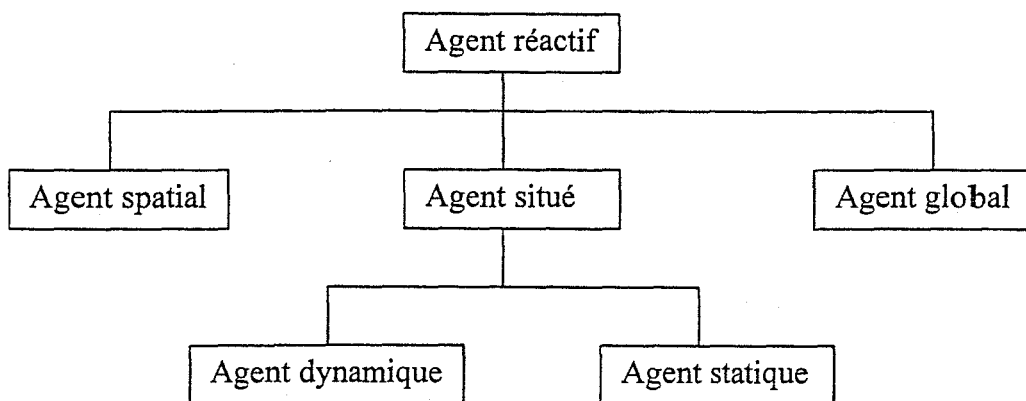 Agent réactif
Agent spatial
Agent situé
Agent global
Agent dynamique
Agent statique